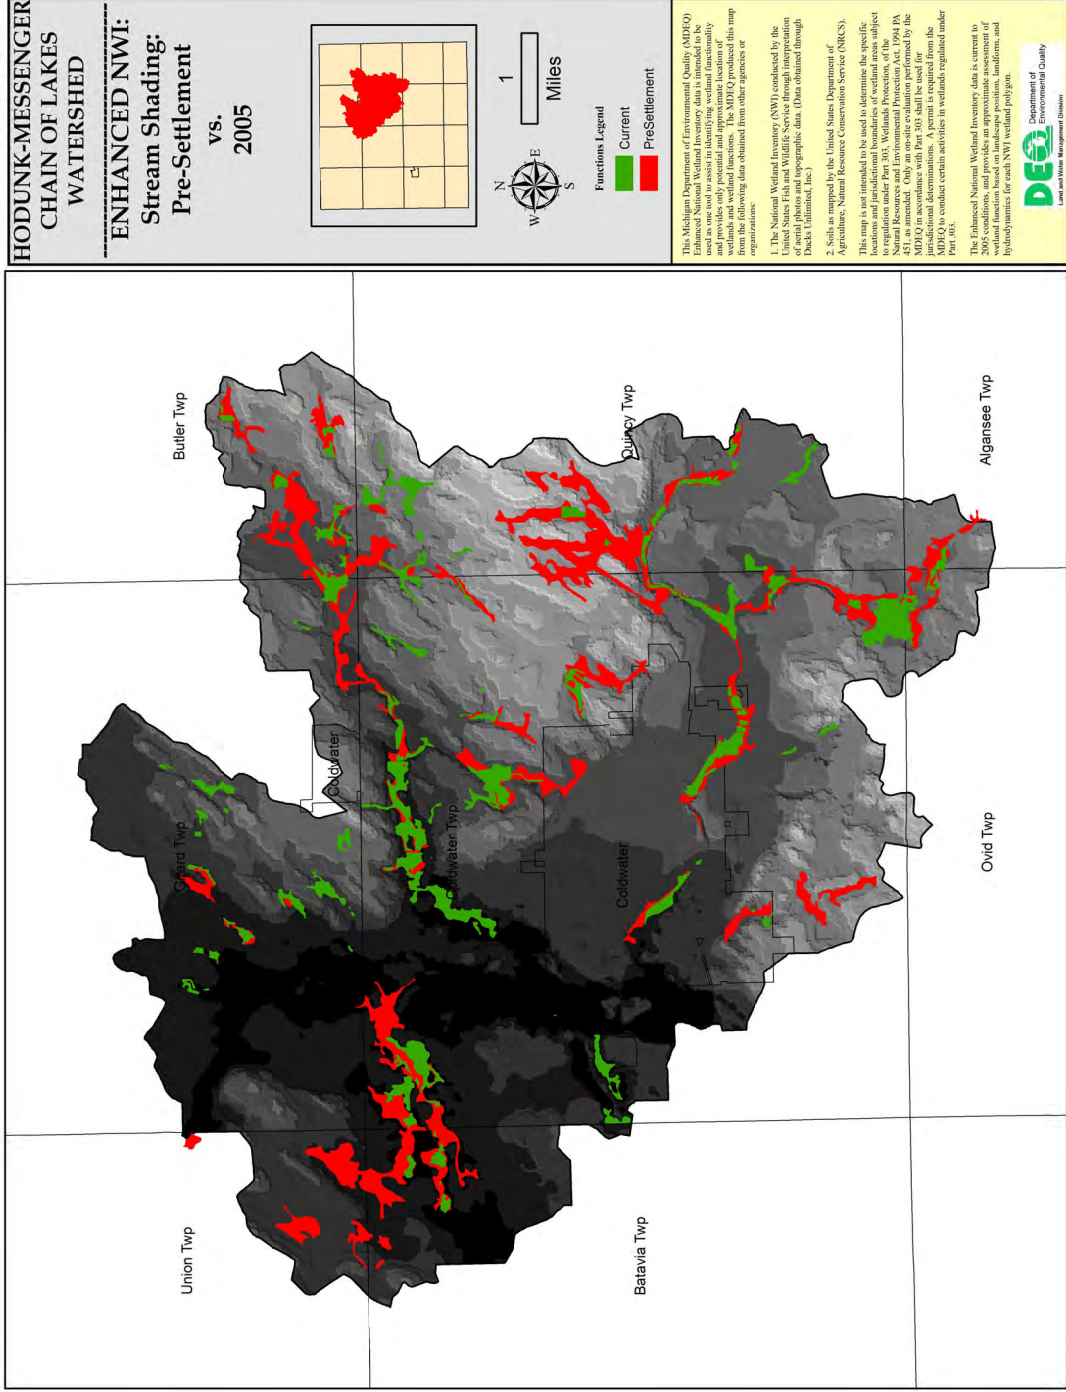 HODUNK-MESSENGER
CHAIN OF LAKES
WATERSHED
ENHANCED NWI:
Stream Shading:
Pre-Settlement
vs.
2005
1
Miles
N
W
E
S
Functions Legend
Current
PreSettlement
This Michigan Department of Environmental Quality (MDEQ)
Enhanced National Wetland Inventory data is intended to be
used as one tool to assist in identifying wetland functionality
and provides only potential and approximate location of
wetlands and wetland functions. The MDEQ produced this map
from the following data obtained from other agencies or
organizations:
1. The National Wetland Inventory (NWI) conducted by the
United States Fish and Wildlife Service through interpretation
of aerial photos and topographic data. (Data obtained through
Ducks Unlimited, Inc.)
2. Soils as mapped by the United States Department of
Agriculture, Natural Resource Conservation Service (NRCS).
This map is not intended to be used to determine the specific
locations and jurisdictional boundaries of wetland areas subject
to regulation under Part 303, Wetlands Protection, of the
Natural Resources and Environmental Protection Act, 1994 PA
451, as amended. Only an on-site evaluation performed by the
MDEQ in accordance with Part 303 shall be used for
jurisdictional determinations. A permit is required from the
MDEQ to conduct certain activities in wetlands regulated under
Part 303.
The Enhanced National Wetland Inventory data is current to
2005 conditions, and provides an approximate assessment of
wetland function based on landscape position, landform, and
hydrodynamics for each NWI wetland polygon.
DEQ
Department of
Environmental Quality
Land and Water Management Division
Union Twp
Girard Twp
Butler Twp
Coldwater
Coldwater Twp
Coldwater
Quincy Twp
Batavia Twp
Ovid Twp
Algansee Twp